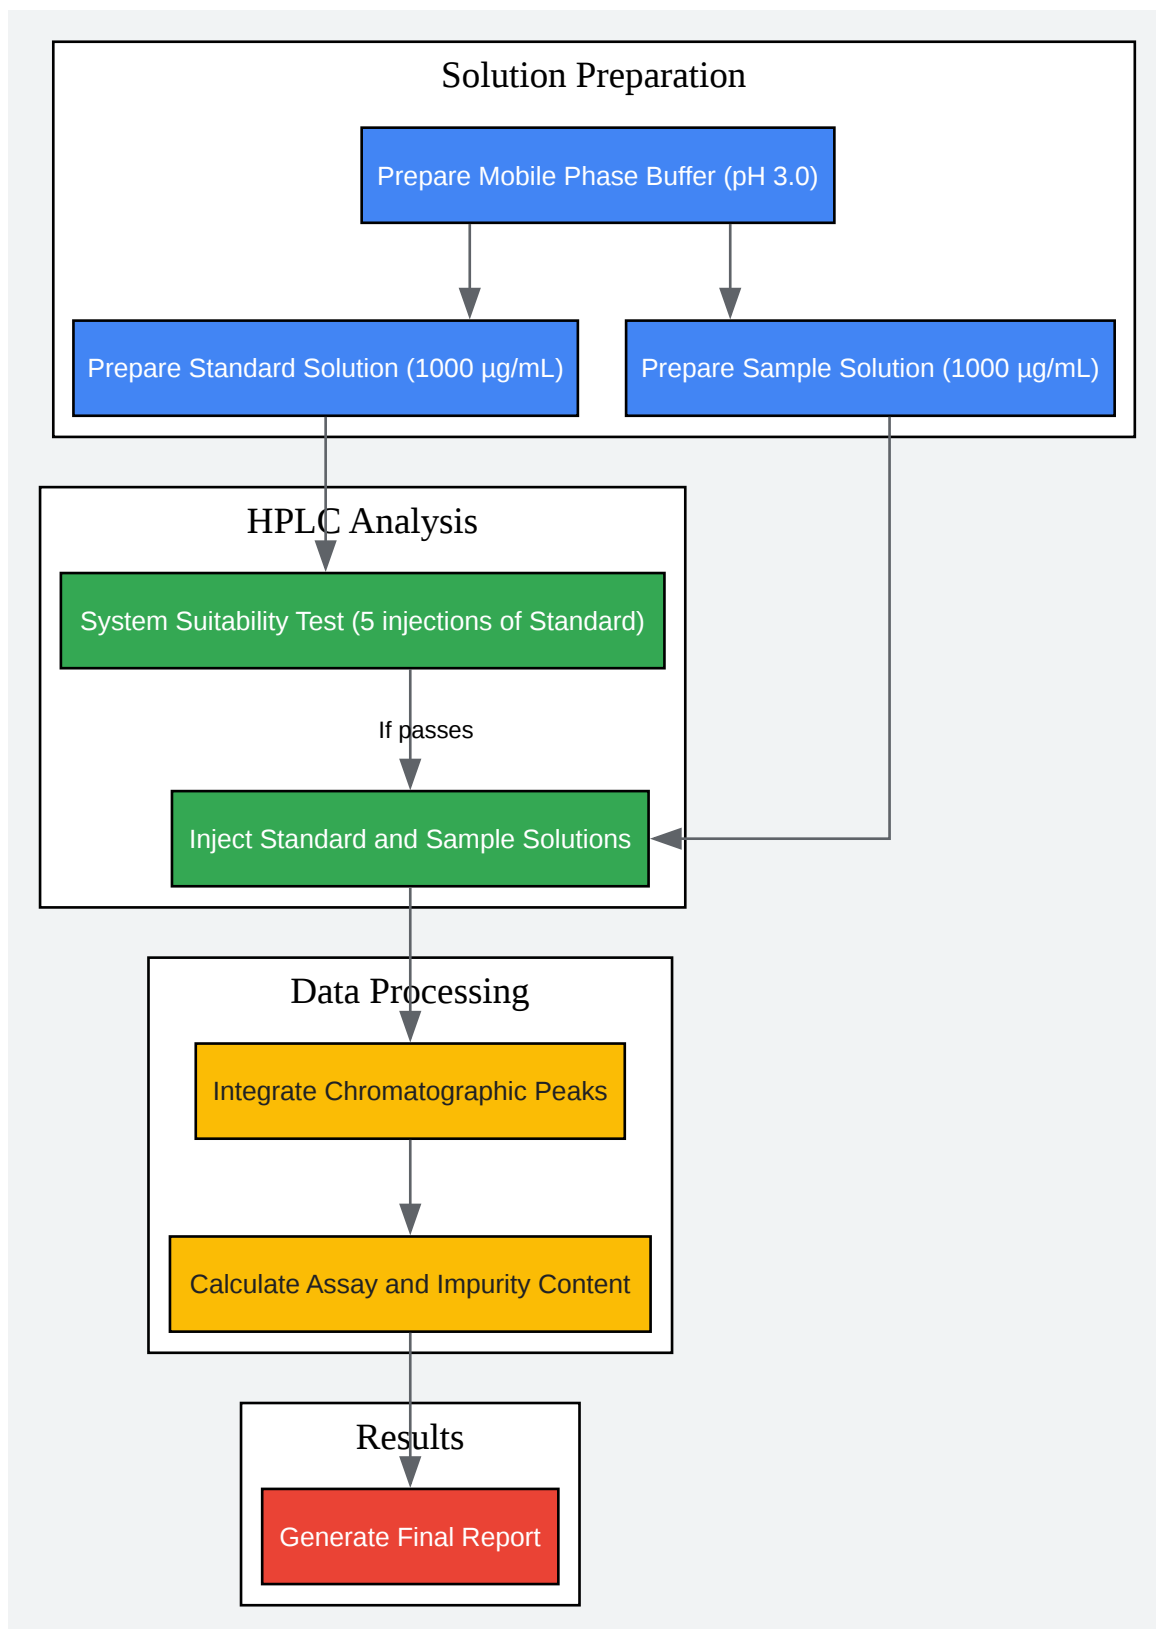 Solution Preparation
Prepare Mobile Phase Buffer (pH 3.0)
Prepare Standard Solution (1000 µg/mL)
Prepare Sample Solution (1000 µg/mL)
HPLC Analysis
System Suitability Test (5 injections of Standard)
If passes
Inject Standard and Sample Solutions
Data Processing
Integrate Chromatographic Peaks
Calculate Assay and Impurity Content
Results
Generate Final Report